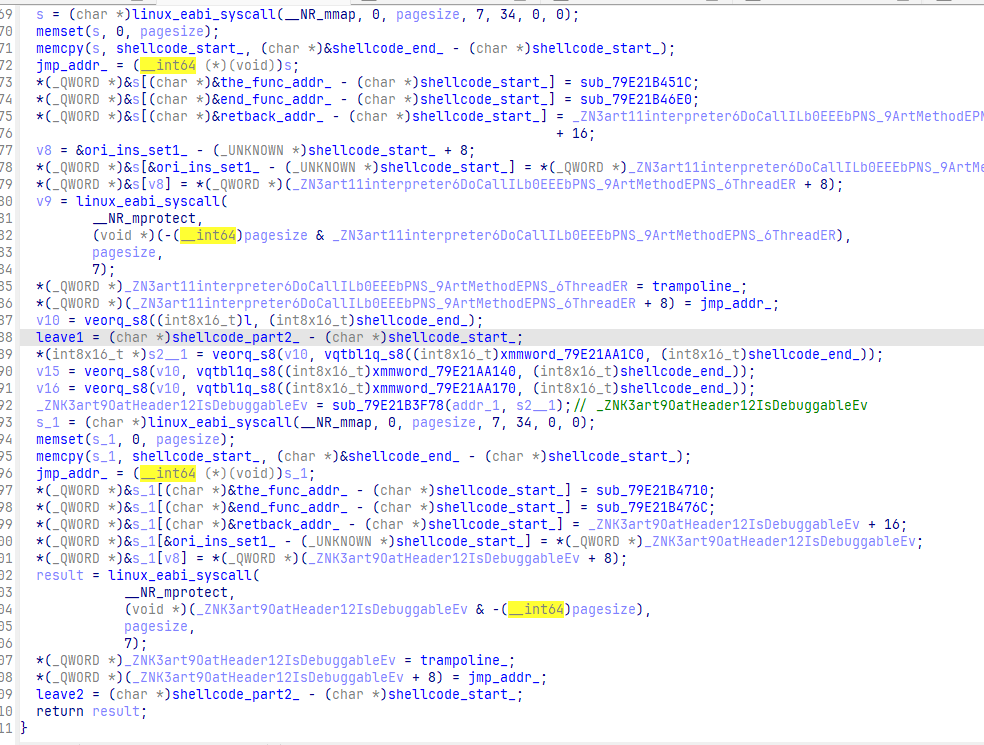 69 s = (char *)linux_eabi_syscall(__NR_mmap, 0, pagesize, 7, 34, 0, 0);
70 memset(s, 0, pagesize);
71 memcpy(s, shellcode_start_, (char *)&shellcode_end_ - (char *)shellcode_start_);
72 jmp_addr_ = (__int64 (*)(void))s;
73 *(_QWORD *)&s[(char *)&the_func_addr_ - (char *)shellcode_start_] = sub_79E21B451C;
74 *(_QWORD *)&s[(char *)&end_func_addr_ - (char *)shellcode_start_] = sub_79E21B46E0;
75 *(_QWORD *)&s[(char *)&retback_addr_ - (char *)shellcode_start_] = _ZN3art11interpreter6DoCallILb0EEEbPNS_9ArtMethodEPN
76 + 16;
77 v8 = &ori_ins_set1_ - (_UNKNOWN *)shellcode_start_ + 8;
78 *(_QWORD *)&s[&ori_ins_set1_ - (_UNKNOWN *)shellcode_start_] = *(_QWORD *)_ZN3art11interpreter6DoCallILb0EEEbPNS_9ArtMe
79 *(_QWORD *)&s[v8] = *(_QWORD *)(_ZN3art11interpreter6DoCallILb0EEEbPNS_9ArtMethodEPNS_6ThreadER + 8);
80 v9 = linux_eabi_syscall(
81 __NR_mprotect,
82 (void *)(-(__int64)pagesize & _ZN3art11interpreter6DoCallILb0EEEbPNS_9ArtMethodEPNS_6ThreadER),
83 pagesize,
84 7);
85 *(_QWORD *)_ZN3art11interpreter6DoCallILb0EEEbPNS_9ArtMethodEPNS_6ThreadER = trampoline_;
86 *(_QWORD *)(_ZN3art11interpreter6DoCallILb0EEEbPNS_9ArtMethodEPNS_6ThreadER + 8) = jmp_addr_;
87 v10 = veorq_s8((int8x16_t)l, (int8x16_t)shellcode_end_);
88 leave1 = (char *)shellcode_part2_ - (char *)shellcode_start_;
89 *(int8x16_t *)s2__1 = veorq_s8(v10, vqtbl1q_s8((int8x16_t)xmmword_79E21AA1C0, (int8x16_t)shellcode_end_));
90 v15 = veorq_s8(v10, vqtbl1q_s8((int8x16_t)xmmword_79E21AA140, (int8x16_t)shellcode_end_));
91 v16 = veorq_s8(v10, vqtbl1q_s8((int8x16_t)xmmword_79E21AA170, (int8x16_t)shellcode_end_));
92 _ZNK3art9OatHeader12IsDebuggableEv = sub_79E21B3F78(addr_1, s2__1);// _ZNK3art9OatHeader12IsDebuggableEv
93 s_1 = (char *)linux_eabi_syscall(__NR_mmap, 0, pagesize, 7, 34, 0, 0);
94 memset(s_1, 0, pagesize);
95 memcpy(s_1, shellcode_start_, (char *)&shellcode_end_ - (char *)shellcode_start_);
96 jmp_addr_ = (__int64 (*)(void))s_1;
97 *(_QWORD *)&s_1[(char *)&the_func_addr_ - (char *)shellcode_start_] = sub_79E21B4710;
98 *(_QWORD *)&s_1[(char *)&end_func_addr_ - (char *)shellcode_start_] = sub_79E21B476C;
99 *(_QWORD *)&s_1[(char *)&retback_addr_ - (char *)shellcode_start_] = _ZNK3art9OatHeader12IsDebuggableEv + 16;
00 *(_QWORD *)&s_1[&ori_ins_set1_ - (_UNKNOWN *)shellcode_start_] = *(_QWORD *)_ZNK3art9OatHeader12IsDebuggableEv;
01 *(_QWORD *)&s_1[v8] = *(_QWORD *)(_ZNK3art9OatHeader12IsDebuggableEv + 8);
02 result = linux_eabi_syscall(
03 __NR_mprotect,
04 (void *)(_ZNK3art9OatHeader12IsDebuggableEv & -(__int64)pagesize),
05 pagesize,
06 7);
07 *(_QWORD *)_ZNK3art9OatHeader12IsDebuggableEv = trampoline_;
08 *(_QWORD *)(_ZNK3art9OatHeader12IsDebuggableEv + 8) = jmp_addr_;
09 leave2 = (char *)shellcode_part2_ - (char *)shellcode_start_;
10 return result;
11 }